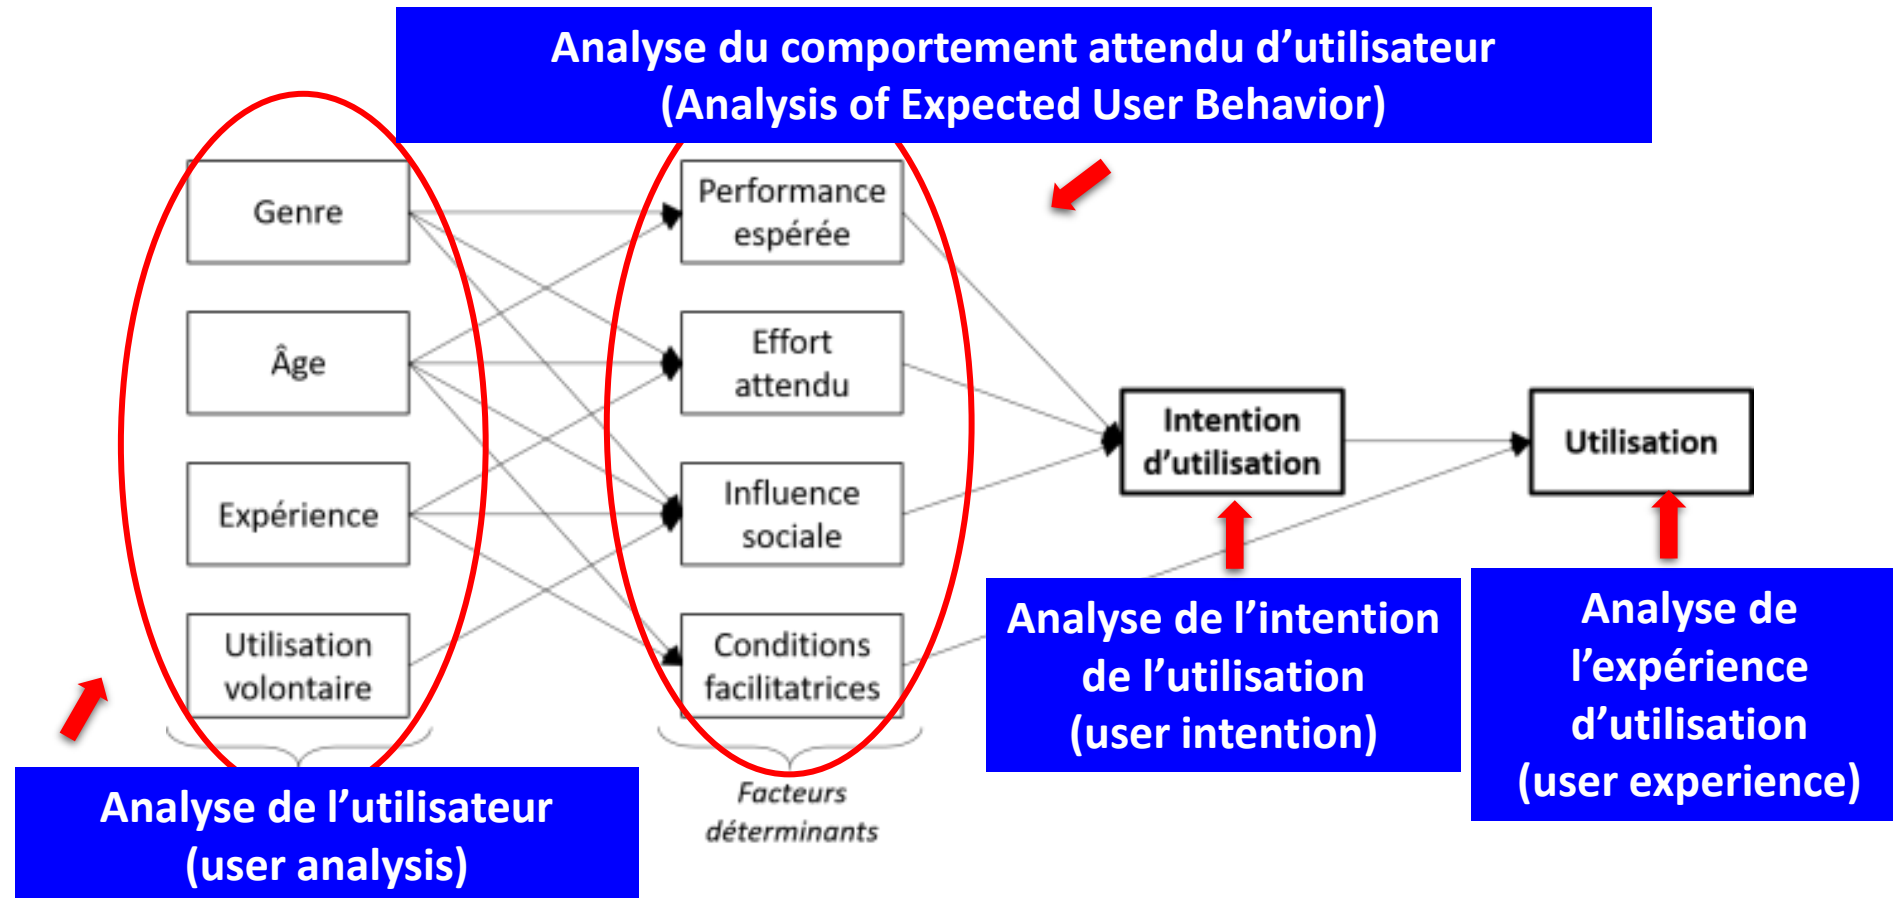 Analyse du comportement attendu d’utilisateur
(Analysis of Expected User Behavior)
Genre
Âge
Expérience
Utilisation
volontaire
Performance
espérée
Effort
attendu
Influence
sociale
Conditions
facilitatrices
Facteurs
déterminants
Intention
d’utilisation
Utilisation
Analyse de l’utilisateur
(user analysis)
Analyse de l’intention
de l’utilisation
(user intention)
Analyse de
l’expérience
d’utilisation
(user experience)